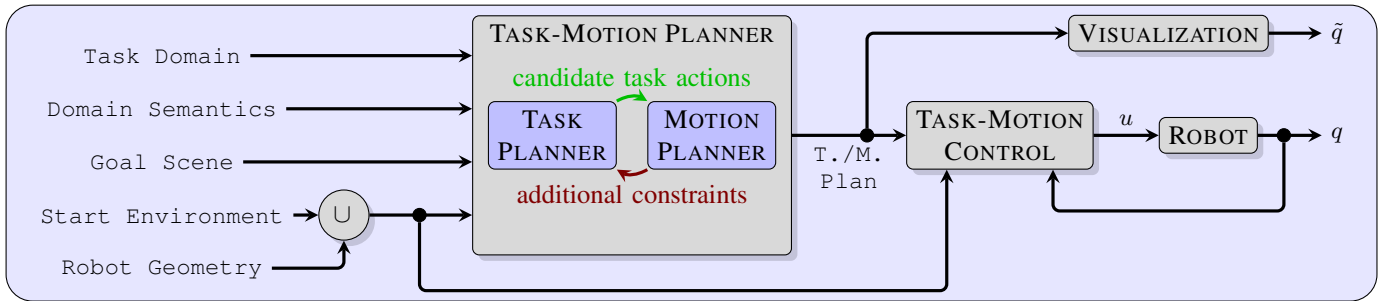 Task Domain
Domain Semantics
Goal Scene
Start Environment
Robot Geometry
∪
TASK-MOTION PLANNER
candidate task actions
TASK
PLANNER
MOTION
PLANNER
additional constraints
T./M.
Plan
VISUALIZATION
q̃
TASK-MOTION
CONTROL
u
ROBOT
q